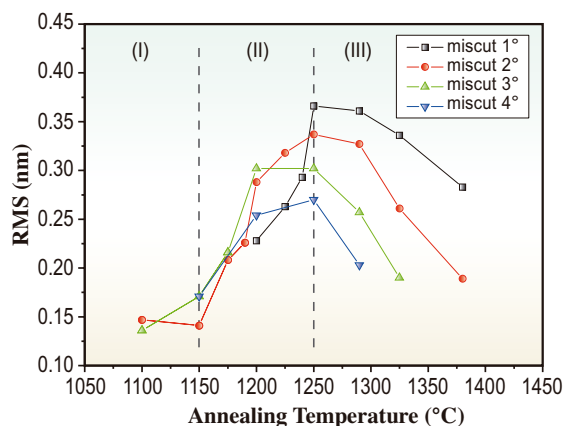 (I) (II) (III)
miscut 1°
miscut 2°
miscut 3°
miscut 4°
0.45
0.40
0.35
0.30
0.25
0.20
0.15
0.10
RMS (nm)
1050 1100 1150 1200 1250 1300 1350 1400 1450
Annealing Temperature (°C)